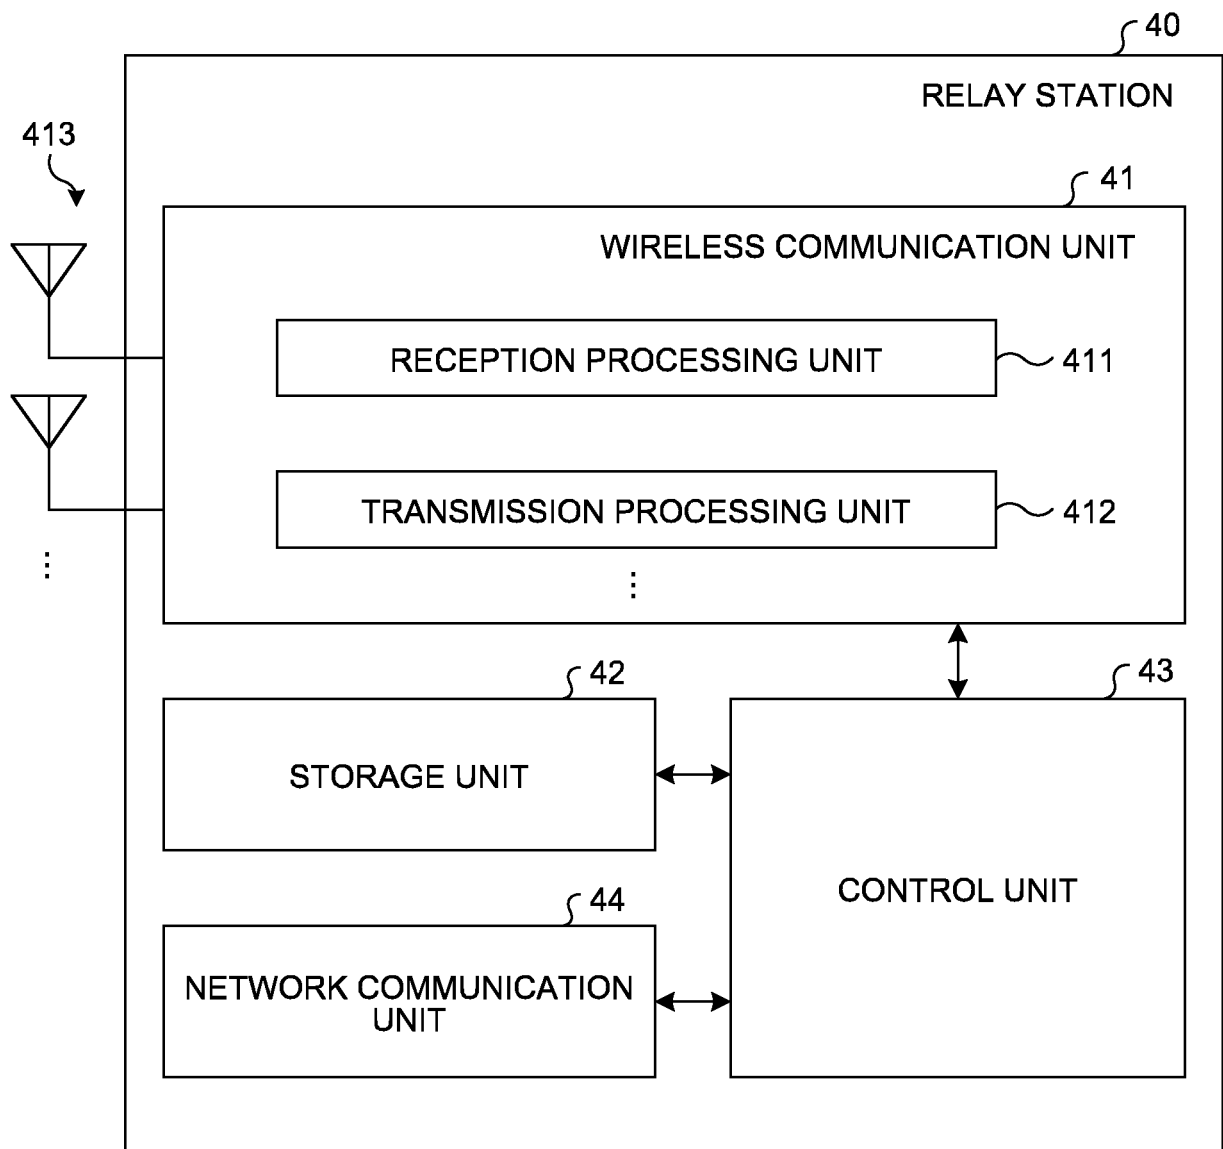 40
RELAY STATION
413
41
WIRELESS COMMUNICATION UNIT
RECEPTION PROCESSING UNIT
411
TRANSMISSION PROCESSING UNIT
412
⋮
⋮
42
43
STORAGE UNIT
CONTROL UNIT
44
NETWORK COMMUNICATION
UNIT